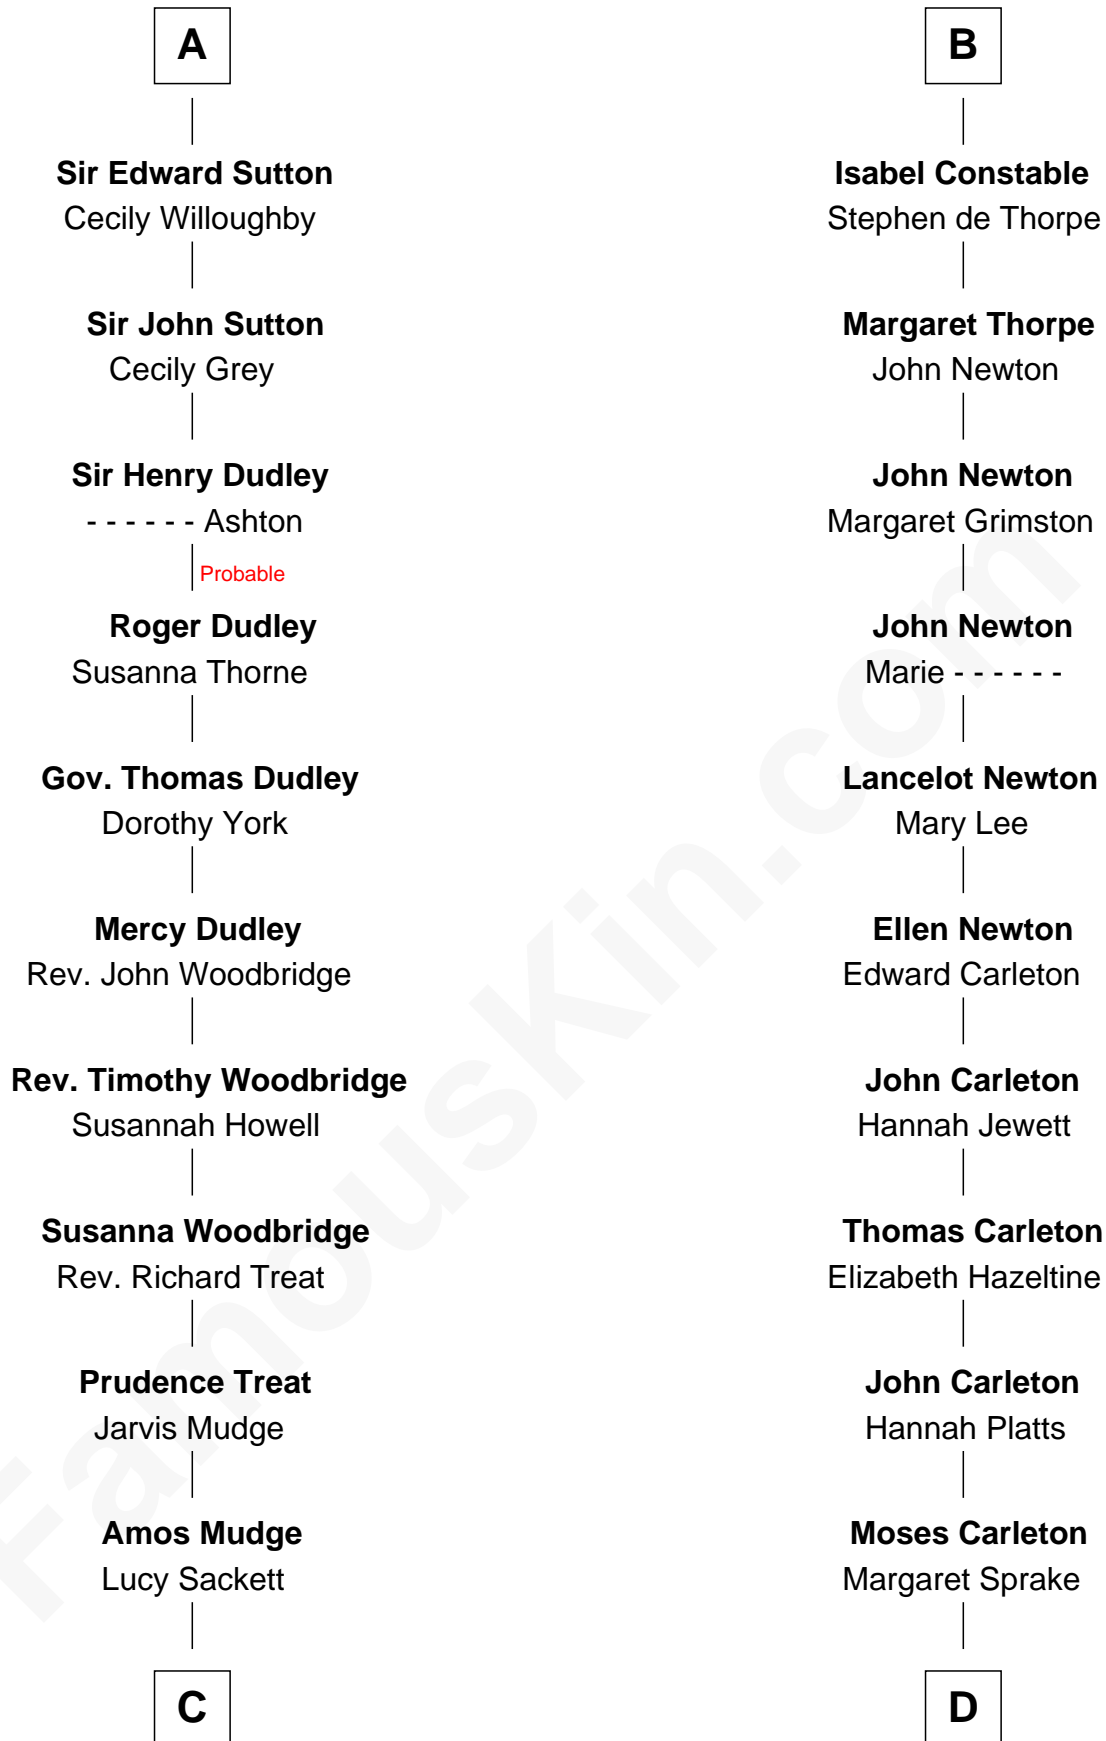 A
Sir Edward Sutton
Cecily Willoughby
Sir John Sutton
Cecily Grey
Sir Henry Dudley
- - - - - - Ashton
Probable
Roger Dudley
Susanna Thorne
Gov. Thomas Dudley
Dorothy York
Mercy Dudley
Rev. John Woodbridge
Rev. Timothy Woodbridge
Susannah Howell
Susanna Woodbridge
Rev. Richard Treat
Prudence Treat
Jarvis Mudge
Amos Mudge
Lucy Sackett
C
B
Isabel Constable
Stephen de Thorpe
Margaret Thorpe
John Newton
John Newton
Margaret Grimston
John Newton
Marie - - - - - -
Lancelot Newton
Mary Lee
Ellen Newton
Edward Carleton
John Carleton
Hannah Jewett
Thomas Carleton
Elizabeth Hazeltine
John Carleton
Hannah Platts
Moses Carleton
Margaret Sprake
D
FamousKin.com